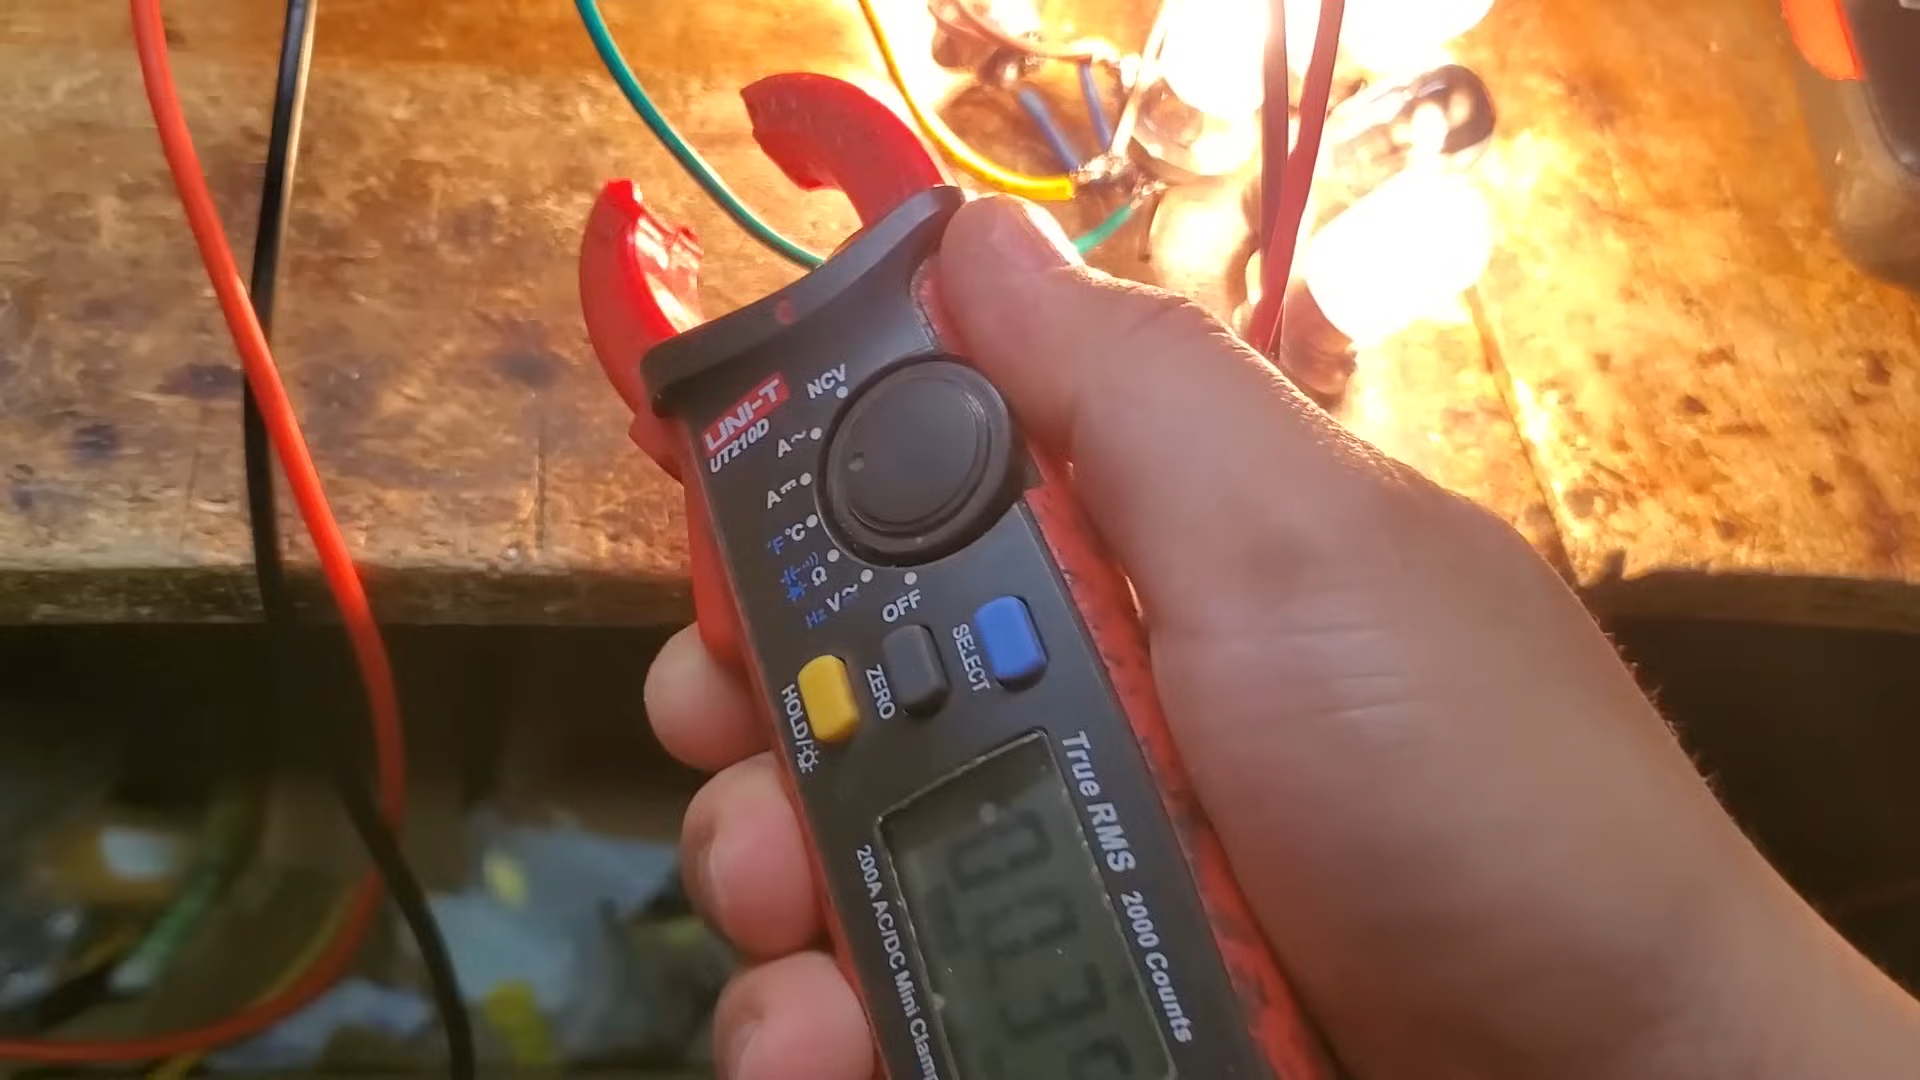 UNI-T
UT210D
NCV
A~
A⎓
°F °C
Ω
Hz V~
OFF
SELECT
ZERO
HOLD/
True RMS 2000 Counts
200A AC/DC Mini Clamp